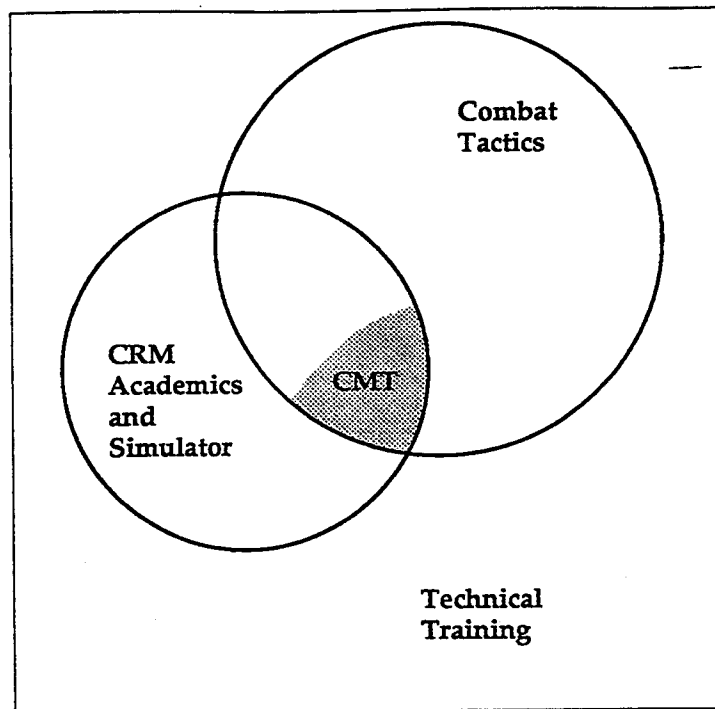 Combat
Tactics
CRM
Academics
and
Simulator
CMT
Technical
Training